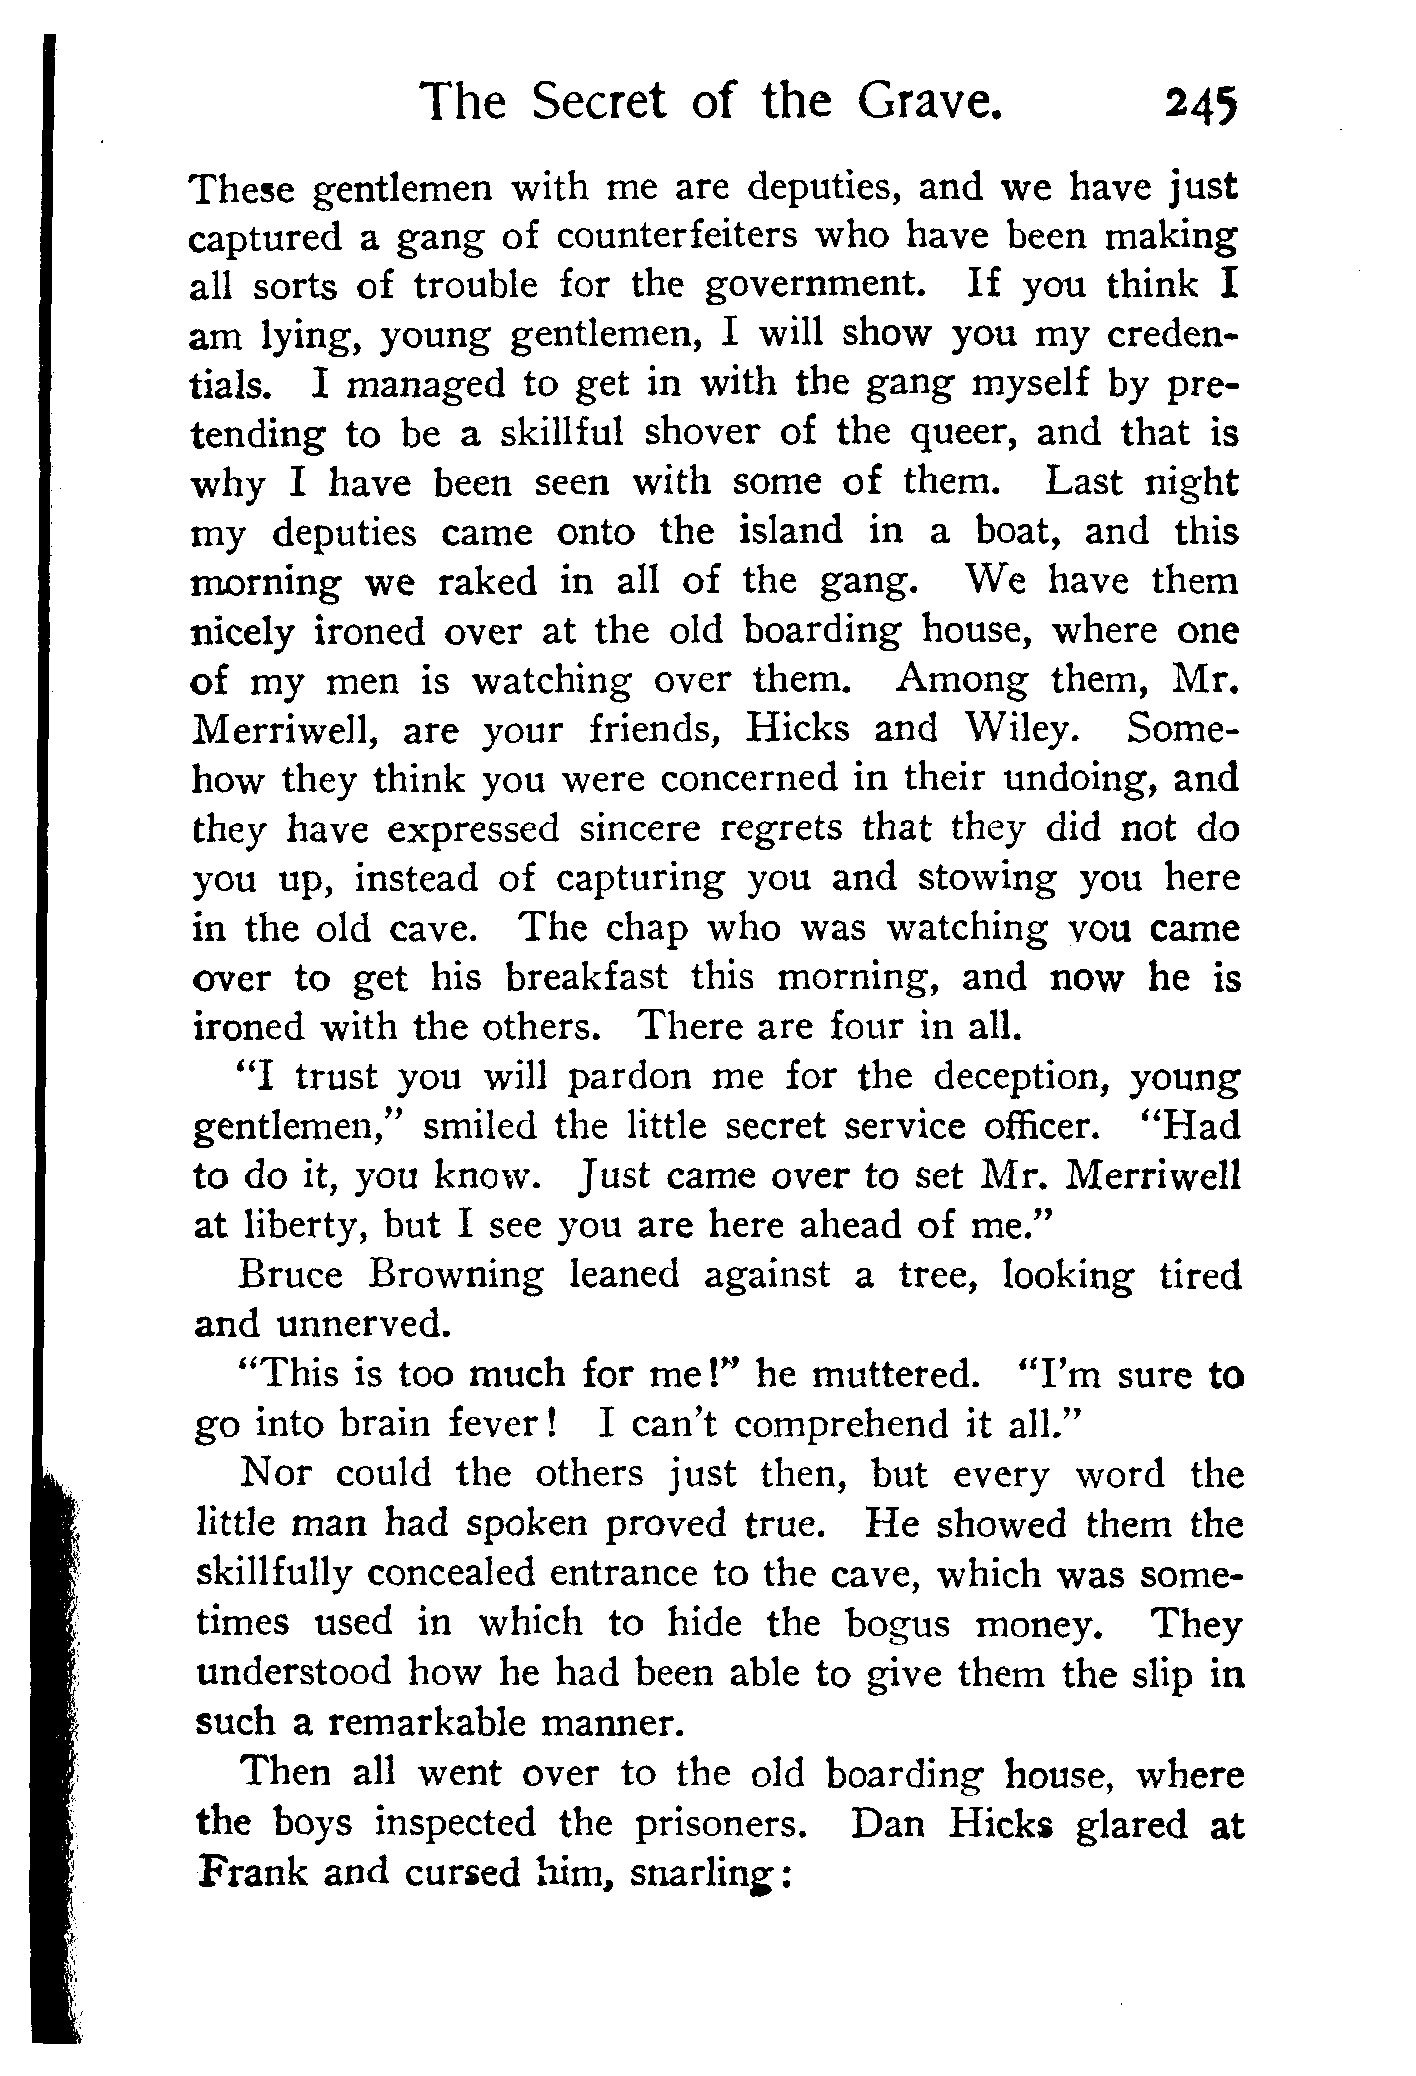 The Secret of the Grave. 245
These gentlemen with me are deputies, and we have just
captured a gang of counterfeiters who have been making
all sorts of trouble for the government. If you think I
am lying, young gentlemen, I will show you my creden-
tials. I managed to get in with the gang myself by pre-
tending to be a skillful shover of the queer, and that is
why I have been seen with some of them. Last night
my deputies came onto the island in a boat, and this
morning we raked in all of the gang. We have them
nicely ironed over at the old boarding house, where one
of my men is watching over them. Among them, Mr.
Merriwell, are your friends, Hicks and Wiley. Some-
how they think you were concerned in their undoing, and
they have expressed sincere regrets that they did not do
you up, instead of capturing you and stowing you here
in the old cave. The chap who was watching you came
over to get his breakfast this morning, and now he is
ironed with the others. There are four in all.
"I trust you will pardon me for the deception, young
gentlemen," smiled the little secret service officer. "Had
to do it, you know. Just came over to set Mr. Merriwell
at liberty, but I see you are here ahead of me."
Bruce Browning leaned against a tree, looking tired
and unnerved.
"This is too much for me!" he muttered. "I'm sure to
go into brain fever! I can't comprehend it all."
Nor could the others just then, but every word the
little man had spoken proved true. He showed them the
skillfully concealed entrance to the cave, which was some-
times used in which to hide the bogus money. They
understood how he had been able to give them the slip in
such a remarkable manner.
Then all went over to the old boarding house, where
the boys inspected the prisoners. Dan Hicks glared at
Frank and cursed him, snarling: